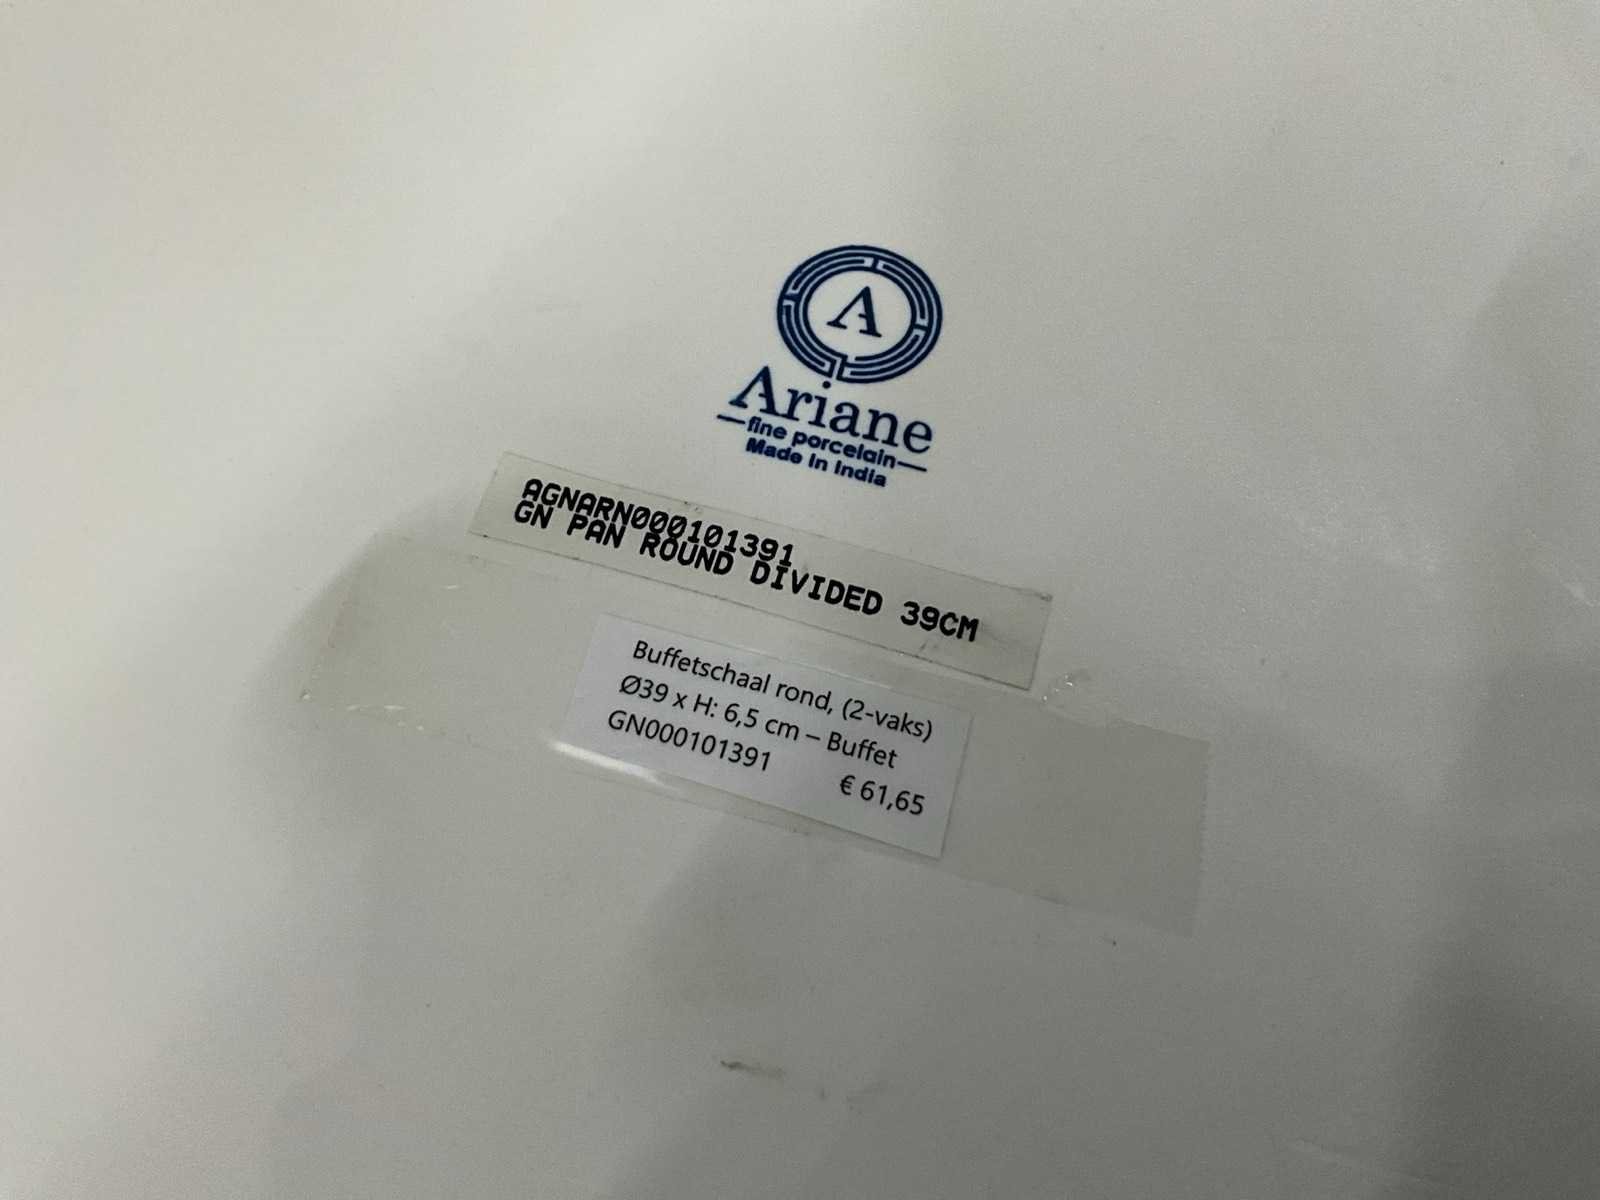 A
Ariane
fine porcelain
Made In India
AGNARN000101391
GN PAN ROUND DIVIDED 39CM
Buffetschaal rond, (2-vaks)
Ø39 x H: 6,5 cm – Buffet
GN000101391 € 61,65